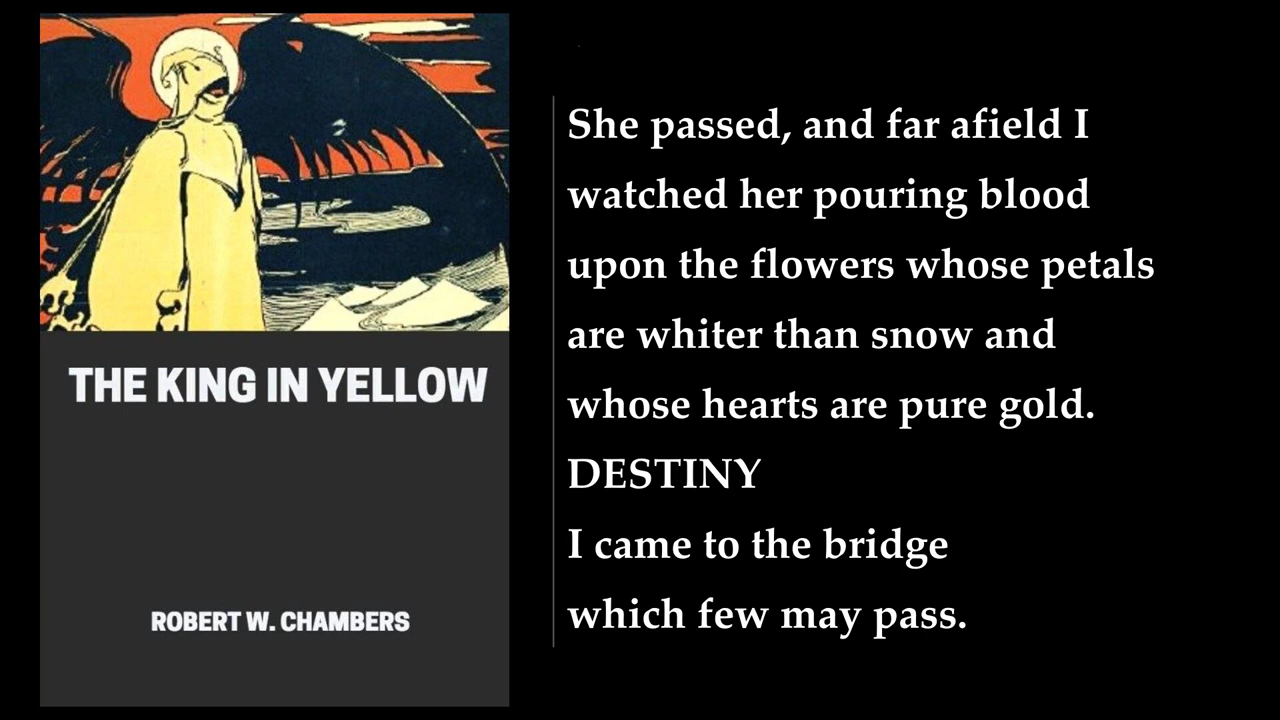 THE KING IN YELLOW
ROBERT W. CHAMBERS
She passed, and far afield I
watched her pouring blood
upon the flowers whose petals
are whiter than snow and
whose hearts are pure gold.
DESTINY
I came to the bridge
which few may pass.